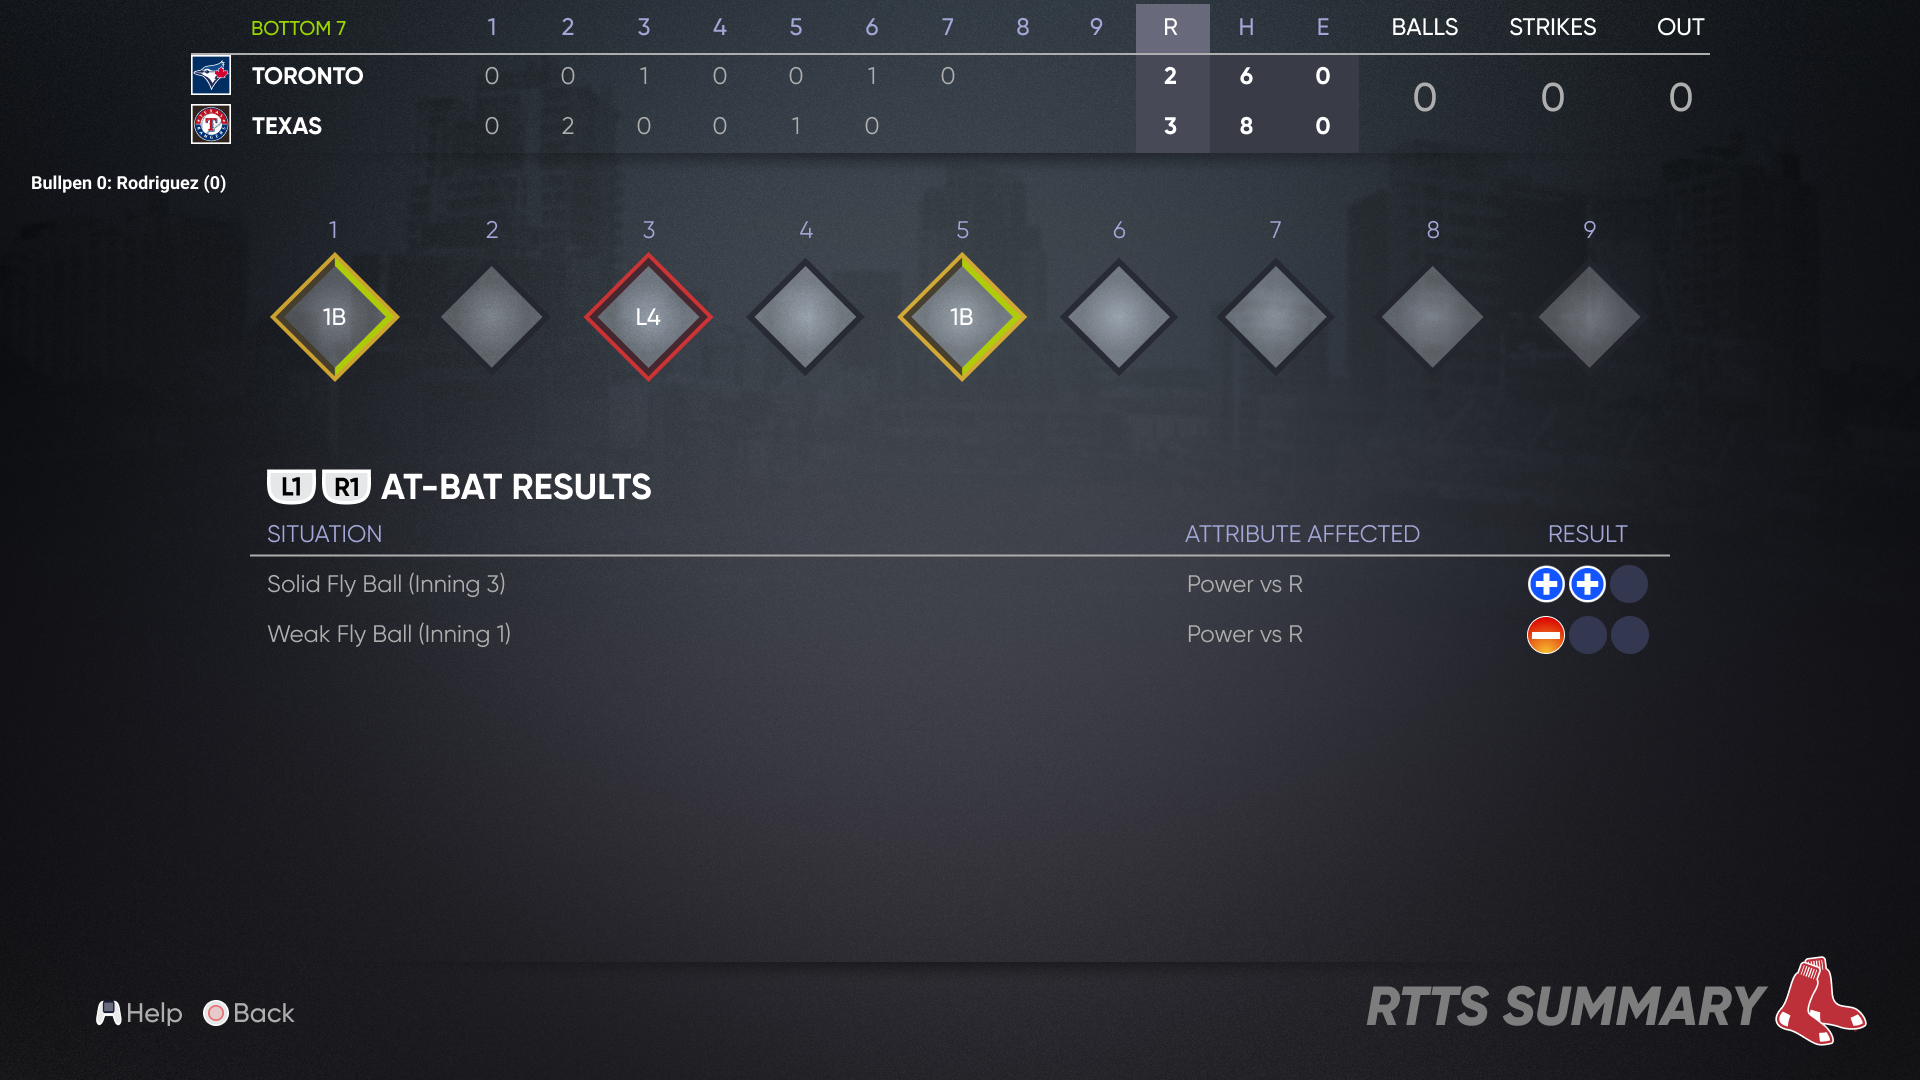 BOTTOM 7 1 2 3 4 5 6 7 8 9 R H E BALLS STRIKES OUT
TORONTO 0 0 1 0 0 1 0 2 6 0
0 0 0
T TEXAS 0 2 0 0 1 0 3 8 0
Bullpen 0: Rodriguez (0)
1 2 3 4 5 6 7 8 9
1B L4 1B
L1 R1 AT-BAT RESULTS
SITUATION ATTRIBUTE AFFECTED RESULT
Solid Fly Ball (Inning 3) Power vs R
Weak Fly Ball (Inning 1) Power vs R
Help Back
RTTS SUMMARY